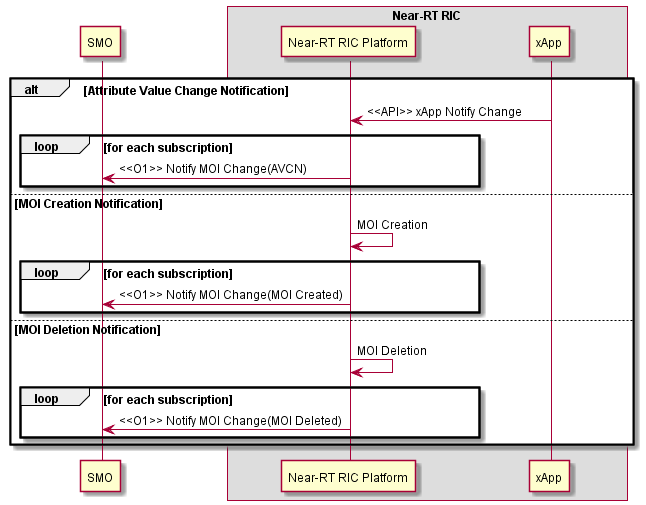 Near-RT RIC
SMO
Near-RT RIC Platform
xApp
alt
[Attribute Value Change Notification]
<<API>> xApp Notify Change
loop
[for each subscription]
<<O1>> Notify MOI Change(AVCN)
[MOI Creation Notification]
MOI Creation
loop
[for each subscription]
<<O1>> Notify MOI Change(MOI Created)
[MOI Deletion Notification]
MOI Deletion
loop
[for each subscription]
<<O1>> Notify MOI Change(MOI Deleted)
SMO
Near-RT RIC Platform
xApp